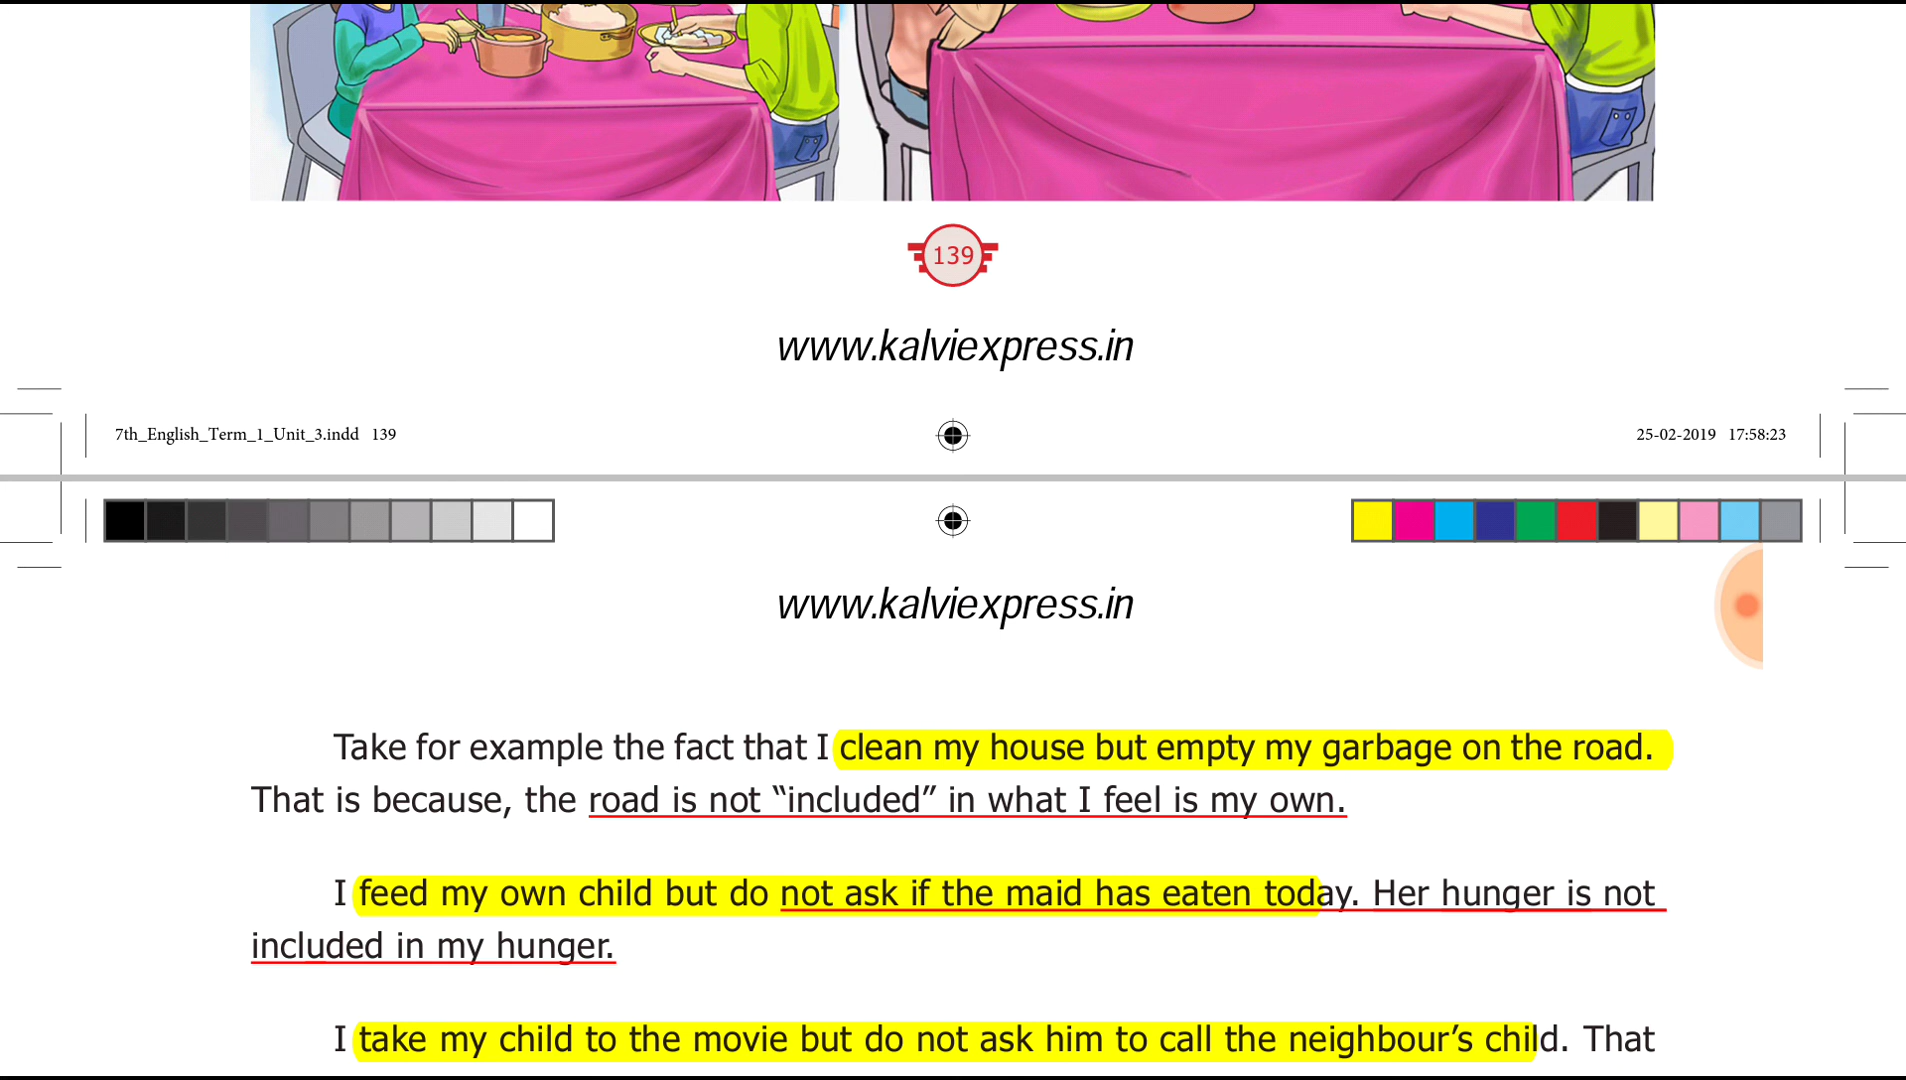 139
www.kalviexpress.in
7th_English_Term_1_Unit_3.indd 139
25-02-2019 17:58:23
www.kalviexpress.in
Take for example the fact that I clean my house but empty my garbage on the road.
That is because, the road is not “included” in what I feel is my own.
I feed my own child but do not ask if the maid has eaten today. Her hunger is not
included in my hunger.
I take my child to the movie but do not ask him to call the neighbour’s child. That